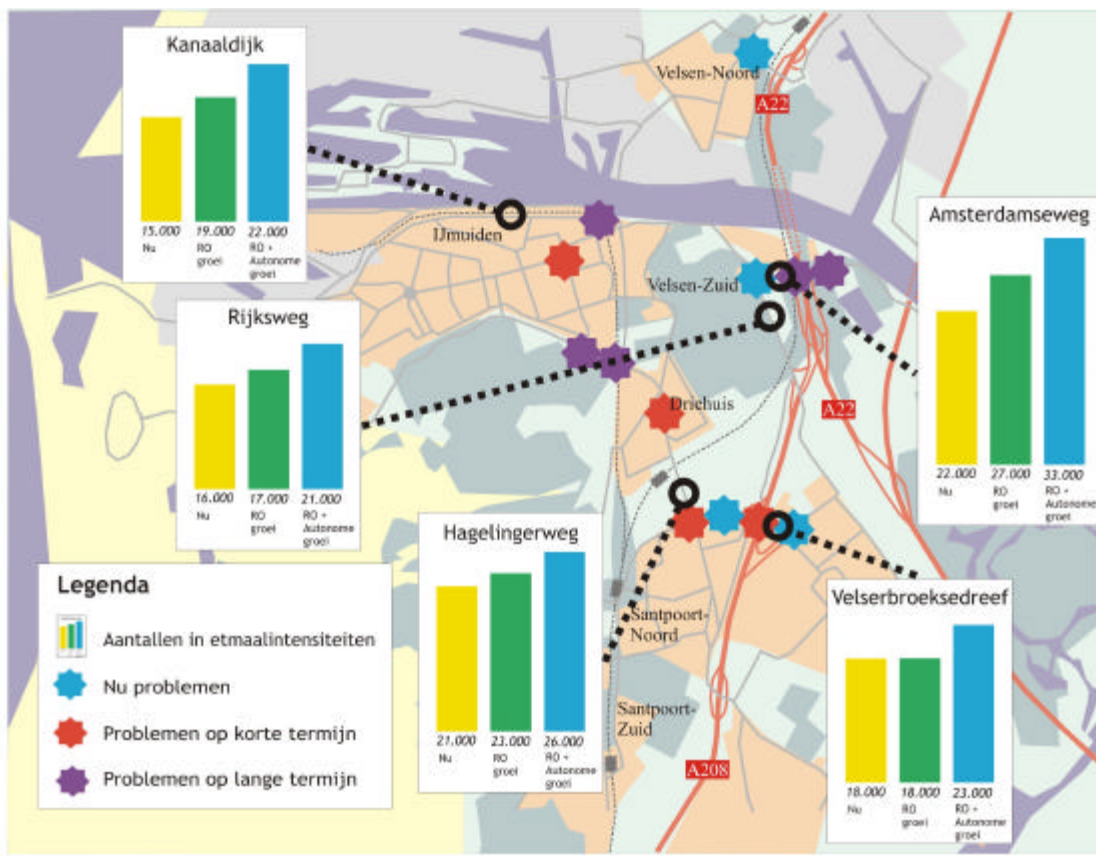 Kanaaldijk
15.000
Nu
19.000
RO
groei
22.000
RO +
Autonome
groei
Velsen-Noord
A22
IJmuiden
Velsen-Zuid
Amsterdamseweg
22.000
Nu
27.000
RO
groei
33.000
RO +
Autonome
groei
Rijksweg
16.000
Nu
17.000
RO
groei
21.000
RO +
Autonome
groei
Driehuis
A22
Hagelingerweg
21.000
Nu
23.000
RO
groei
26.000
RO +
Autonome
groei
Legenda
Aantallen in etmaalintensiteiten
Nu problemen
Problemen op korte termijn
Problemen op lange termijn
Santpoort-
Noord
Santpoort-
Zuid
A208
Velserbroeksedreef
18.000
Nu
18.000
RO
groei
23.000
RO +
Autonome
groei